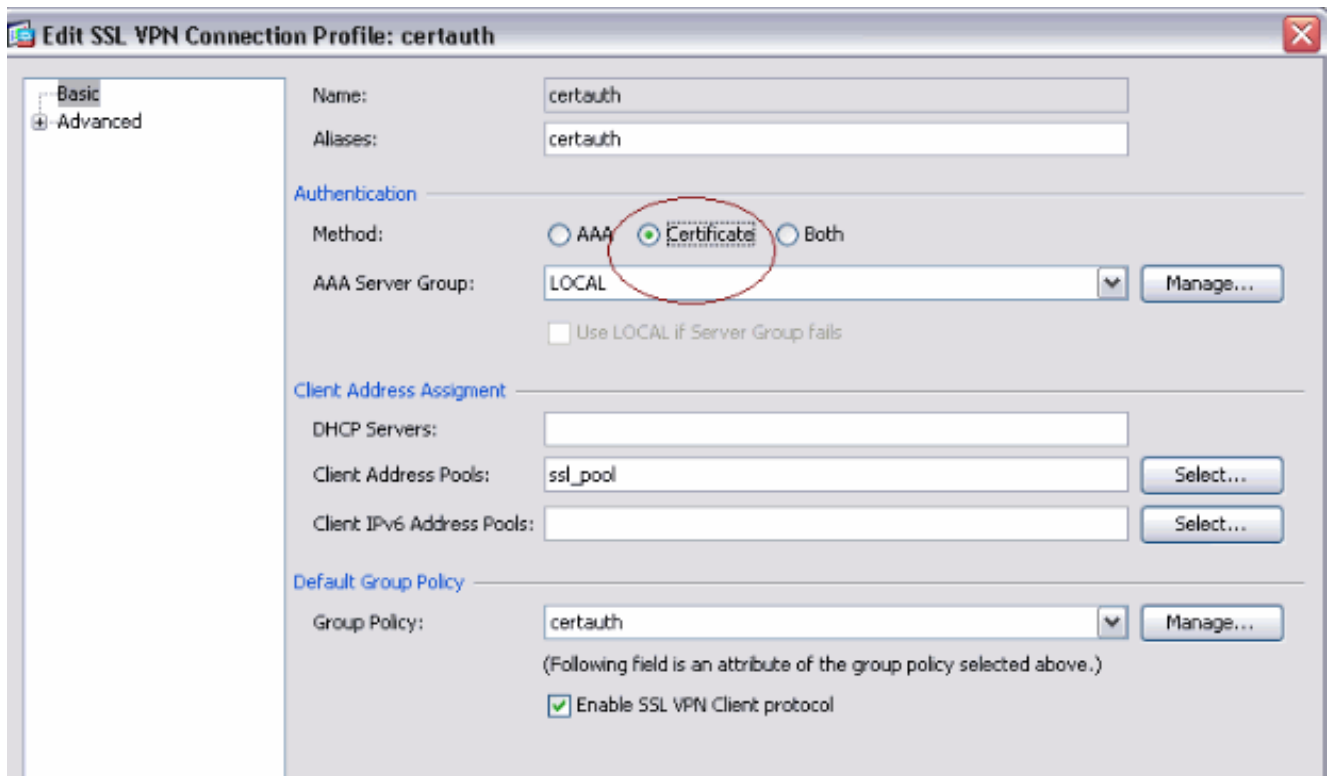 Edit SSL VPN Connection Profile: certauth
Basic
Advanced
Name: certauth
Aliases: certauth
Authentication
Method: AAA Certificate Both
AAA Server Group: LOCAL Manage...
Use LOCAL if Server Group fails
Client Address Assigment
DHCP Servers:
Client Address Pools: ssl_pool Select...
Client IPv6 Address Pools: Select...
Default Group Policy
Group Policy: certauth Manage...
(Following field is an attribute of the group policy selected above.)
Enable SSL VPN Client protocol